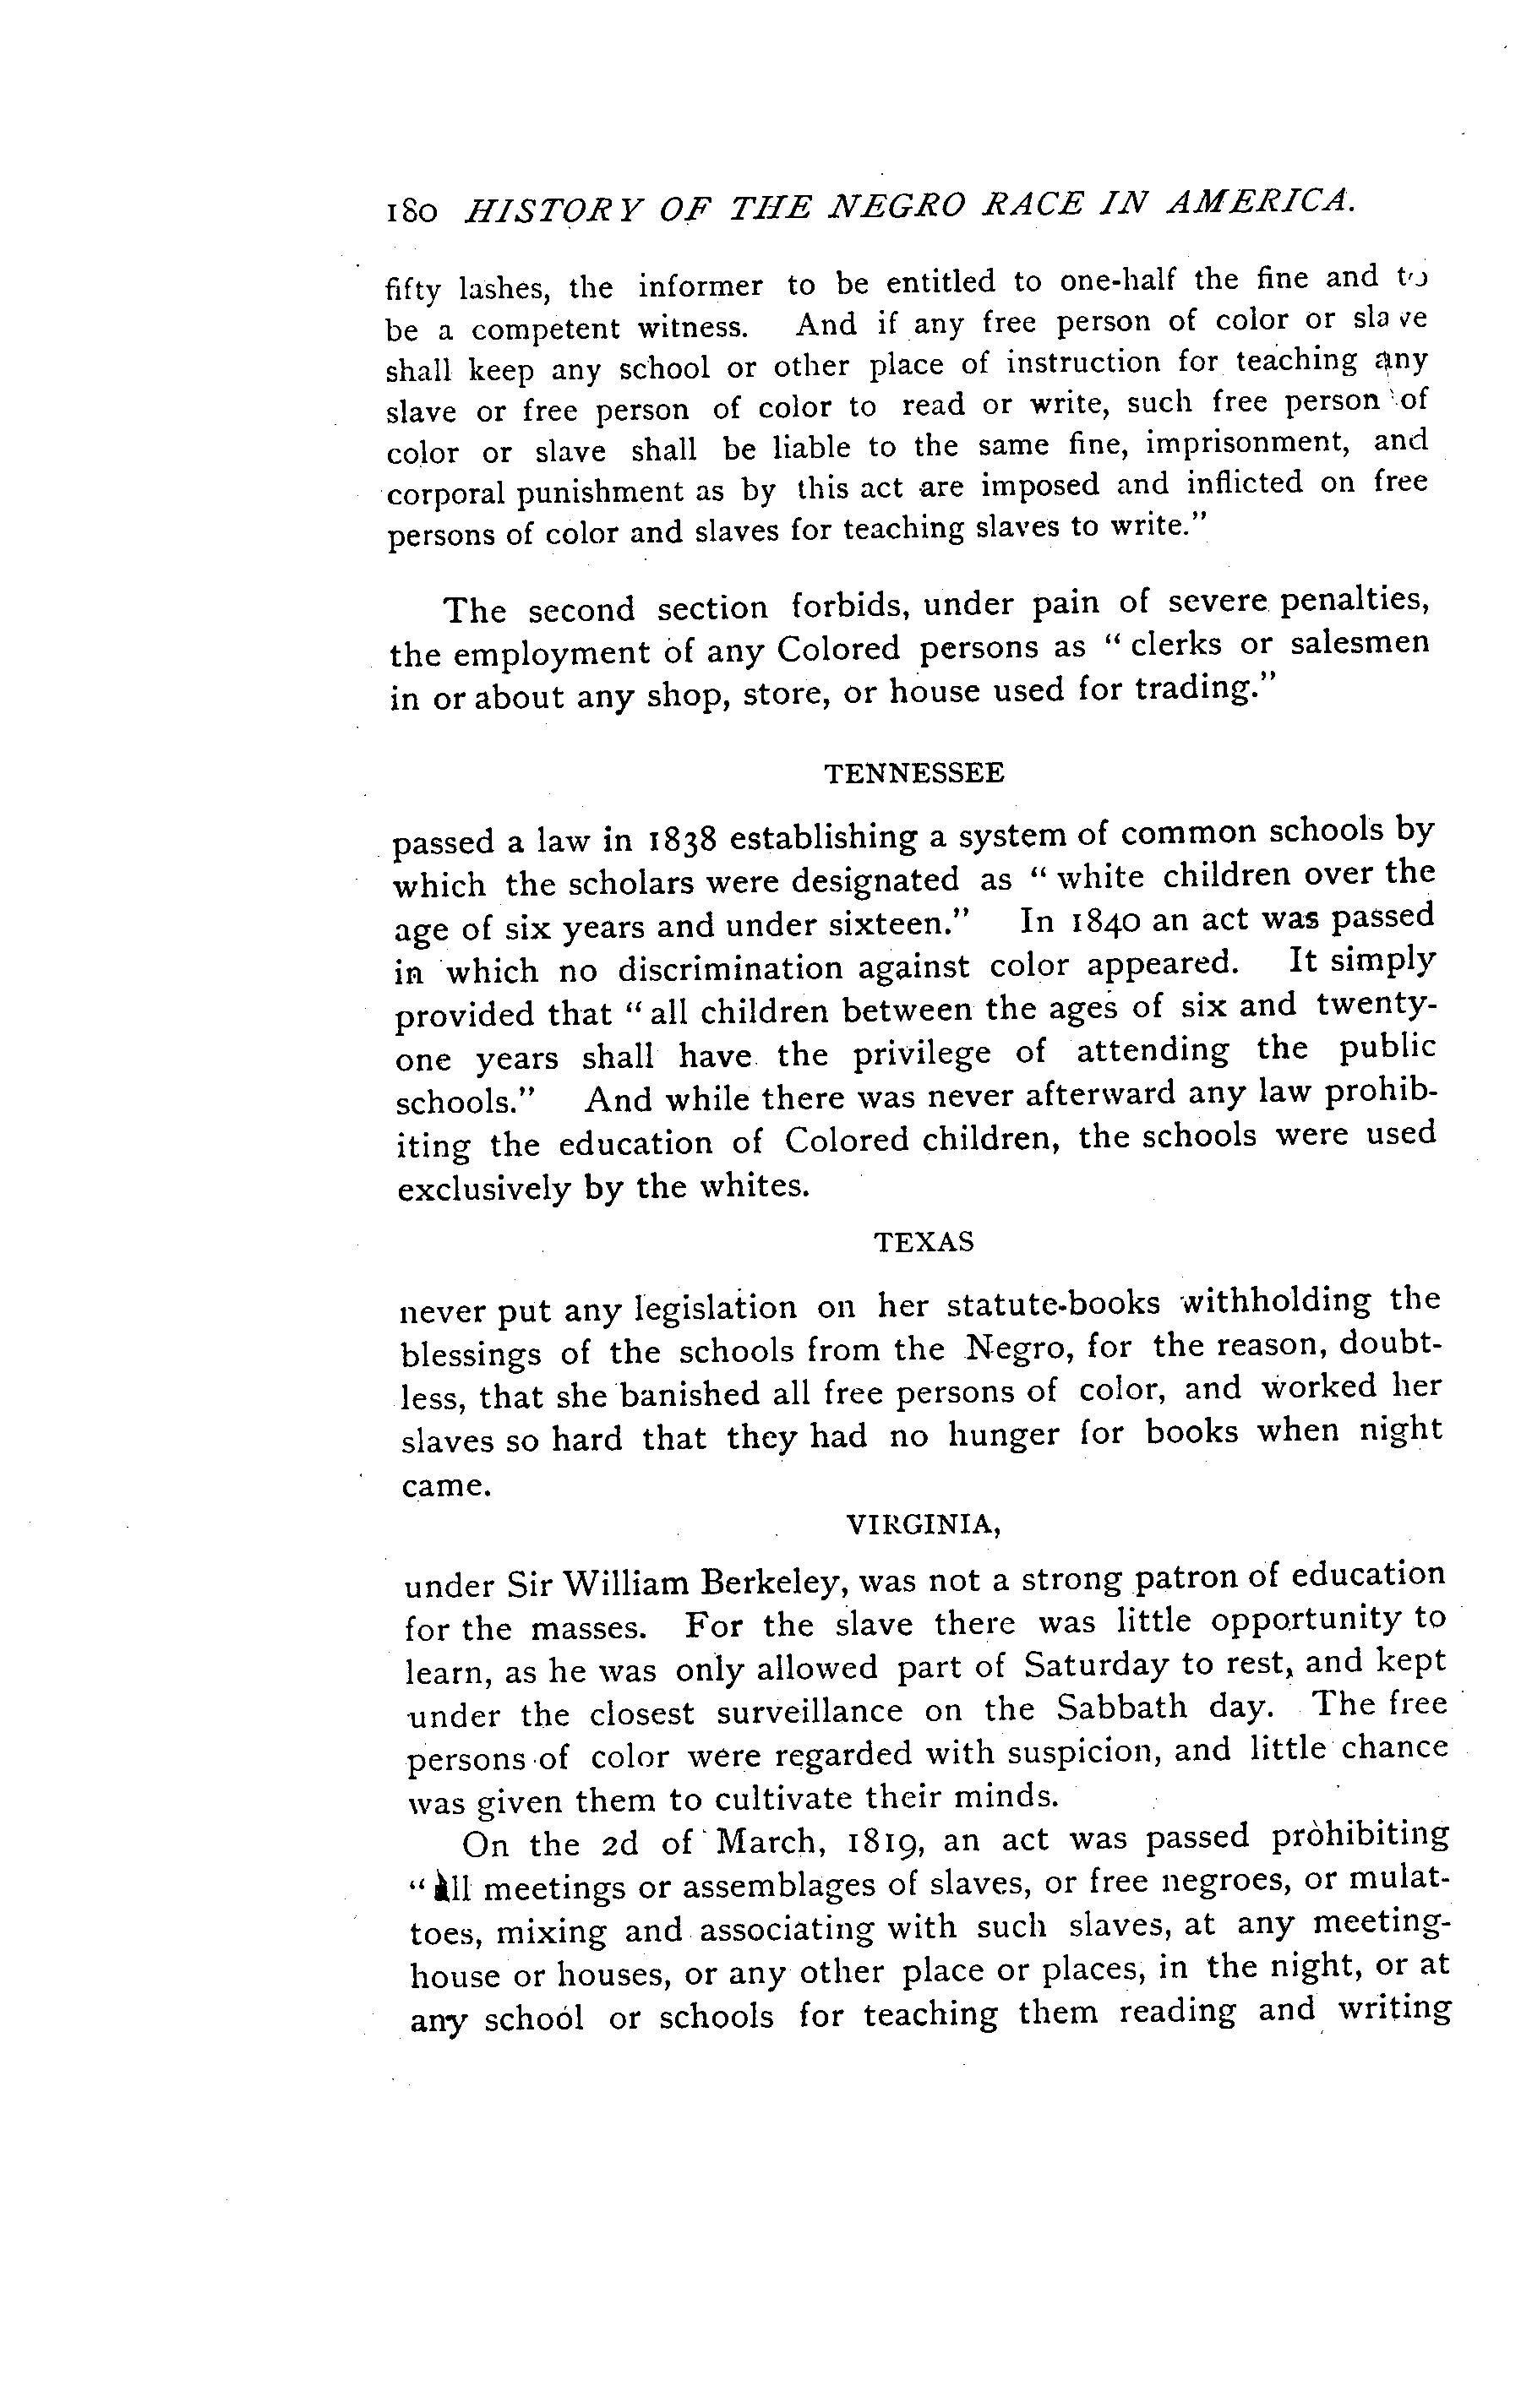 180 HISTORY OF THE NEGRO RACE IN AMERICA.
fifty lashes, the informer to be entitled to one-half the fine and to
be a competent witness. And if any free person of color or slave
shall keep any school or other place of instruction for teaching any
slave or free person of color to read or write, such free person of
color or slave shall be liable to the same fine, imprisonment, and
corporal punishment as by this act are imposed and inflicted on free
persons of color and slaves for teaching slaves to write."
The second section forbids, under pain of severe penalties,
the employment of any Colored persons as "clerks or salesmen
in or about any shop, store, or house used for trading."
TENNESSEE
passed a law in 1838 establishing a system of common schools by
which the scholars were designated as "white children over the
age of six years and under sixteen." In 1840 an act was passed
in which no discrimination against color appeared. It simply
provided that "all children between the ages of six and twenty-
one years shall have the privilege of attending the public
schools." And while there was never afterward any law prohib-
iting the education of Colored children, the schools were used
exclusively by the whites.
TEXAS
never put any legislation on her statute-books withholding the
blessings of the schools from the Negro, for the reason, doubt-
less, that she banished all free persons of color, and worked her
slaves so hard that they had no hunger for books when night
came.
VIRGINIA,
under Sir William Berkeley, was not a strong patron of education
for the masses. For the slave there was little opportunity to
learn, as he was only allowed part of Saturday to rest, and kept
under the closest surveillance on the Sabbath day. The free
persons of color were regarded with suspicion, and little chance
was given them to cultivate their minds.
On the 2d of March, 1819, an act was passed prohibiting
"all meetings or assemblages of slaves, or free negroes, or mulat-
toes, mixing and associating with such slaves, at any meeting-
house or houses, or any other place or places, in the night, or at
any school or schools for teaching them reading and writing